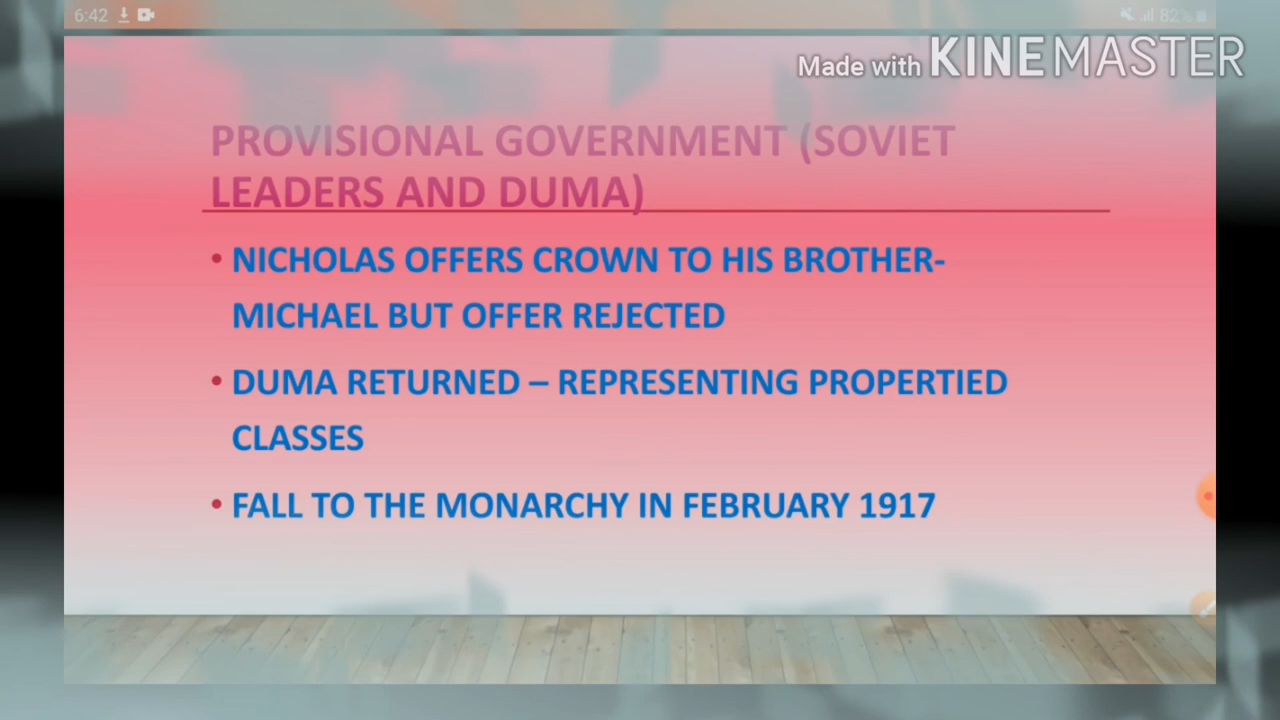 6:42
82%
Made with KINEMASTER
PROVISIONAL GOVERNMENT (SOVIET
LEADERS AND DUMA)
• NICHOLAS OFFERS CROWN TO HIS BROTHER-
MICHAEL BUT OFFER REJECTED
• DUMA RETURNED – REPRESENTING PROPERTIED
CLASSES
• FALL TO THE MONARCHY IN FEBRUARY 1917